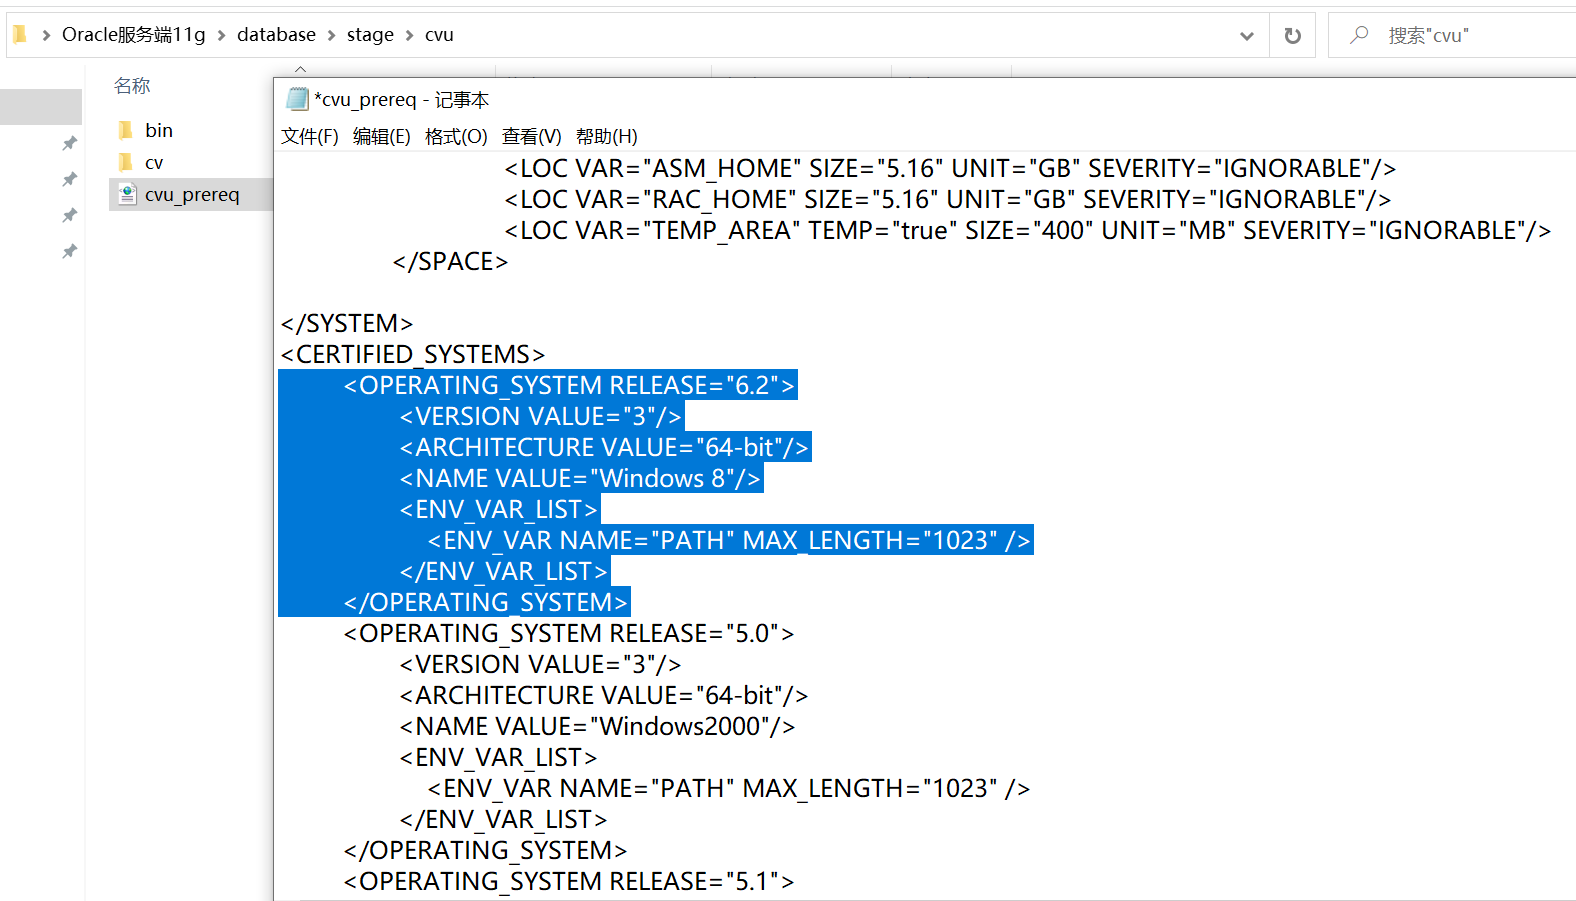 Oracle服务端11g > database > stage > cvu
搜索"cvu"
名称
bin
cv
cvu_prereq
*cvu_prereq - 记事本
文件(F) 编辑(E) 格式(O) 查看(V) 帮助(H)
<LOC VAR="ASM_HOME" SIZE="5.16" UNIT="GB" SEVERITY="IGNORABLE"/>
<LOC VAR="RAC_HOME" SIZE="5.16" UNIT="GB" SEVERITY="IGNORABLE"/>
<LOC VAR="TEMP_AREA" TEMP="true" SIZE="400" UNIT="MB" SEVERITY="IGNORABLE"/>
</SPACE>
</SYSTEM>
<CERTIFIED_SYSTEMS>
<OPERATING_SYSTEM RELEASE="6.2">
<VERSION VALUE="3"/>
<ARCHITECTURE VALUE="64-bit"/>
<NAME VALUE="Windows 8"/>
<ENV_VAR_LIST>
<ENV_VAR NAME="PATH" MAX_LENGTH="1023" />
</ENV_VAR_LIST>
</OPERATING_SYSTEM>
<OPERATING_SYSTEM RELEASE="5.0">
<VERSION VALUE="3"/>
<ARCHITECTURE VALUE="64-bit"/>
<NAME VALUE="Windows2000"/>
<ENV_VAR_LIST>
<ENV_VAR NAME="PATH" MAX_LENGTH="1023" />
</ENV_VAR_LIST>
</OPERATING_SYSTEM>
<OPERATING_SYSTEM RELEASE="5.1">